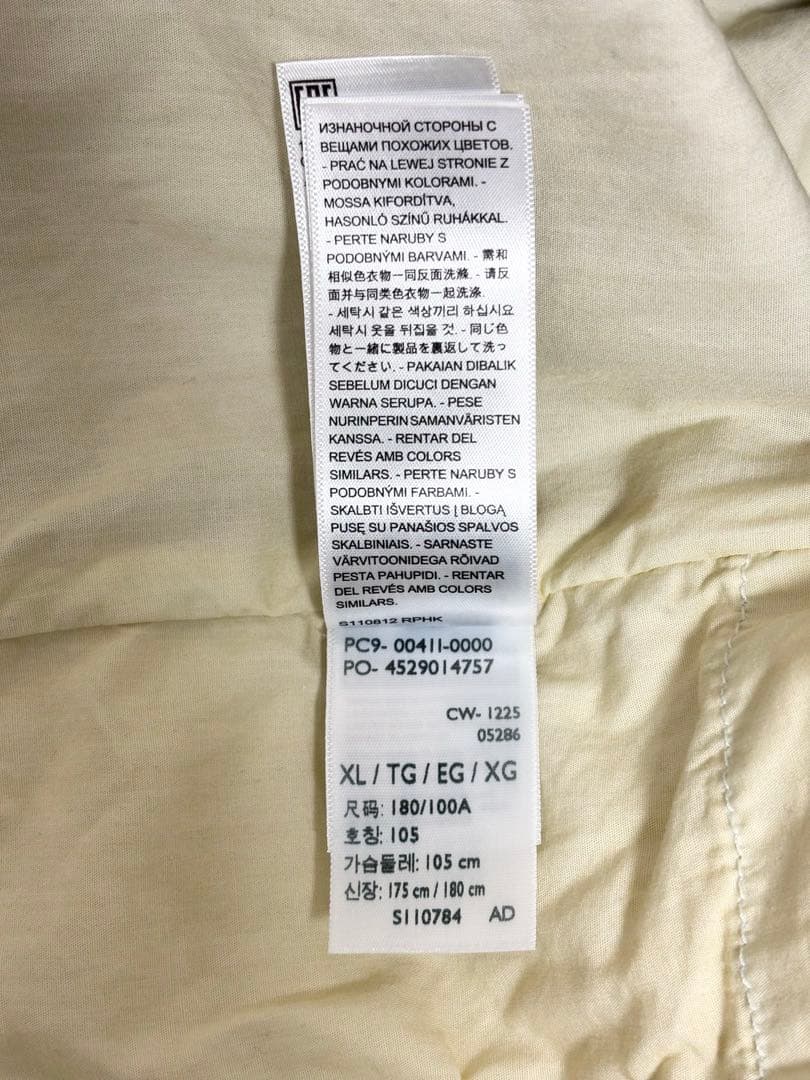 ИЗНАНОЧНОЙ СТОРОНЫ С
ВЕЩАМИ ПОХОЖИХ ЦВЕТОВ.
- PRAĆ NA LEWEJ STRONIE Z
PODOBNYMI KOLORAMI. -
MOSSA KIFORDÍTVA,
HASONLÓ SZÍNŰ RUHÁKKAL.
- PERTE NARUBY S
PODOBNÝMI BARVAMI. - 需和
相似色衣物一同反面洗滌. - 请反
面并与同类色衣物一起洗涤.
- 세탁시 같은 색상끼리 하십시요
세탁시 옷을 뒤집을 것. - 同じ色
物と一緒に製品を裏返して洗っ
てください. - PAKAIAN DIBALIK
SEBELUM DICUCI DENGAN
WARNA SERUPA. - PESE
NURINPERIN SAMANVÄRISTEN
KANSSA. - RENTAR DEL
REVÉS AMB COLORS
SIMILARS. - PERTE NARUBY S
PODOBNÝMI FARBAMI. -
SKALBTI IŠVERTUS Į BLOGĄ
PUSĘ SU PANAŠIOS SPALVOS
SKALBINIAIS. - SARNASTE
VÄRVITOONIDEGA RÕIVAD
PESTA PAHUPIDI. - RENTAR
DEL REVÉS AMB COLORS
SIMILARS.
S110812 RPHK
PC9- 00411-0000
PO- 4529014757
CW- 1225
05286
XL / TG / EG / XG
尺码: 180/100A
호칭: 105
가슴둘레: 105 cm
신장: 175 cm / 180 cm
S110784 AD